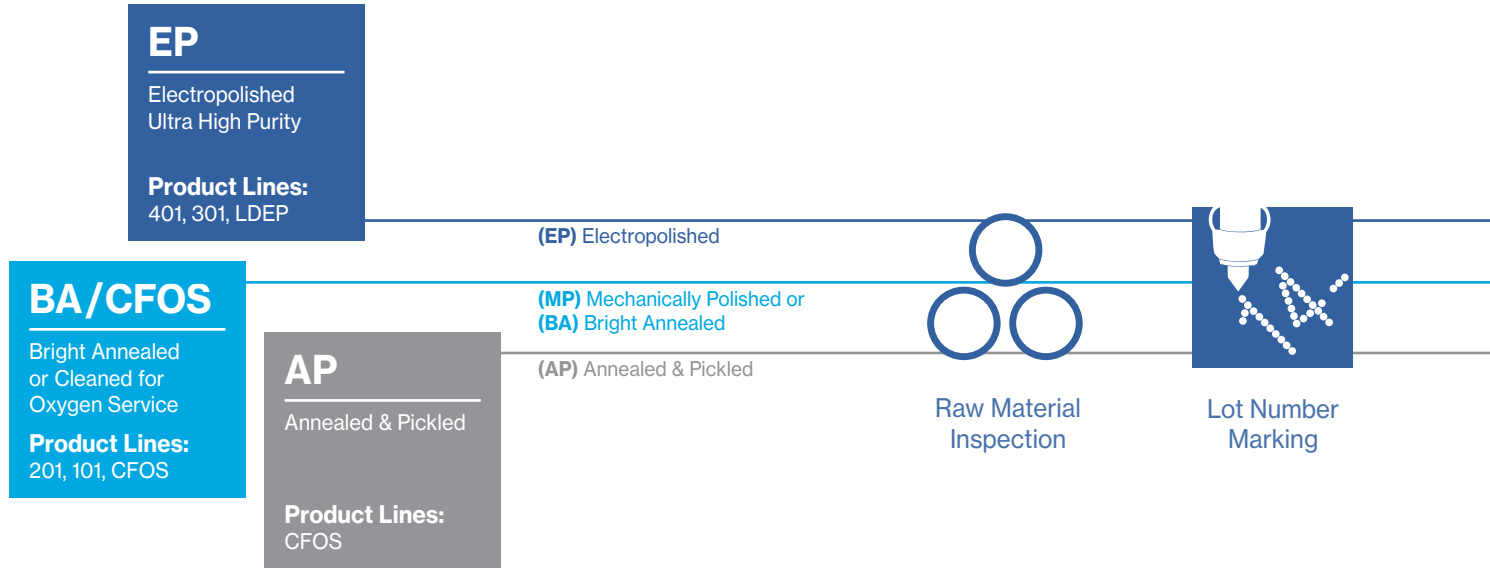 EP
Electropolished
Ultra High Purity
Product Lines:
401, 301, LDEP
BA/CFOS
Bright Annealed
or Cleaned for
Oxygen Service
Product Lines:
201, 101, CFOS
AP
Annealed & Pickled
Product Lines:
CFOS
(EP) Electropolished
(MP) Mechanically Polished or
(BA) Bright Annealed
(AP) Annealed & Pickled
Raw Material
Inspection
Lot Number
Marking